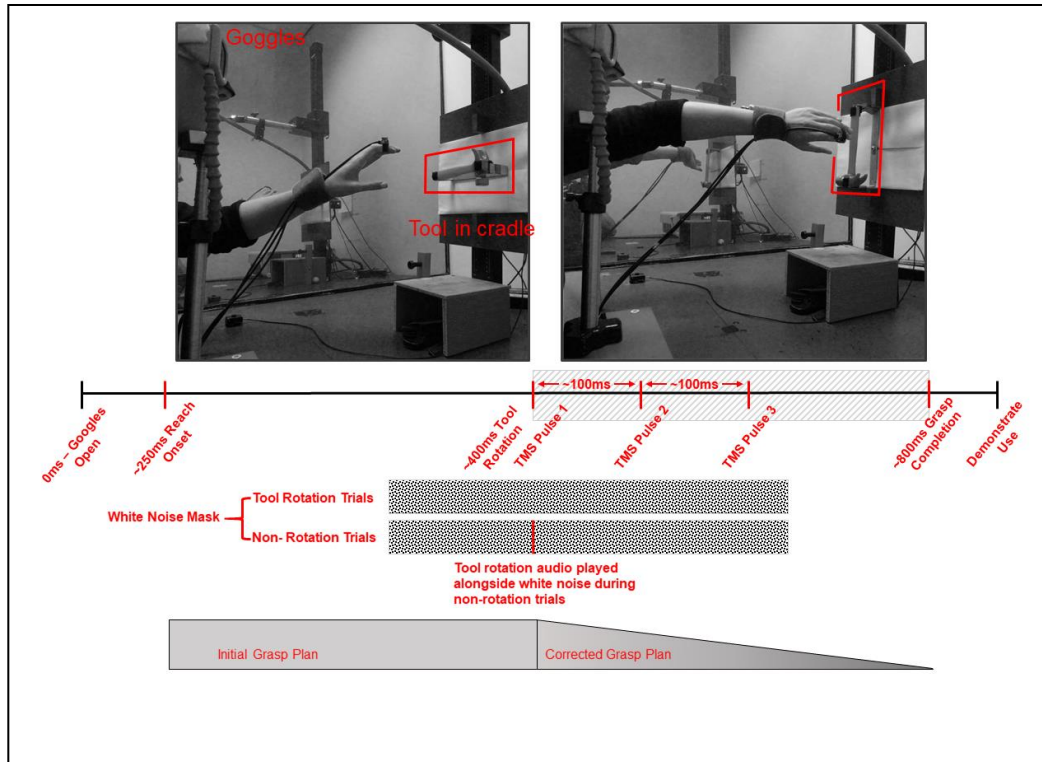 Goggles
Tool in cradle
~100ms
~100ms
0ms – Goggles
Open
~250ms Reach
Onset
~400ms Tool
Rotation
TMS Pulse 1
TMS Pulse 2
TMS Pulse 3
~800ms Grasp
Completion
Demonstrate
Use
White Noise Mask
Tool Rotation Trials
Non- Rotation Trials
Tool rotation audio played
alongside white noise during
non-rotation trials
Initial Grasp Plan
Corrected Grasp Plan